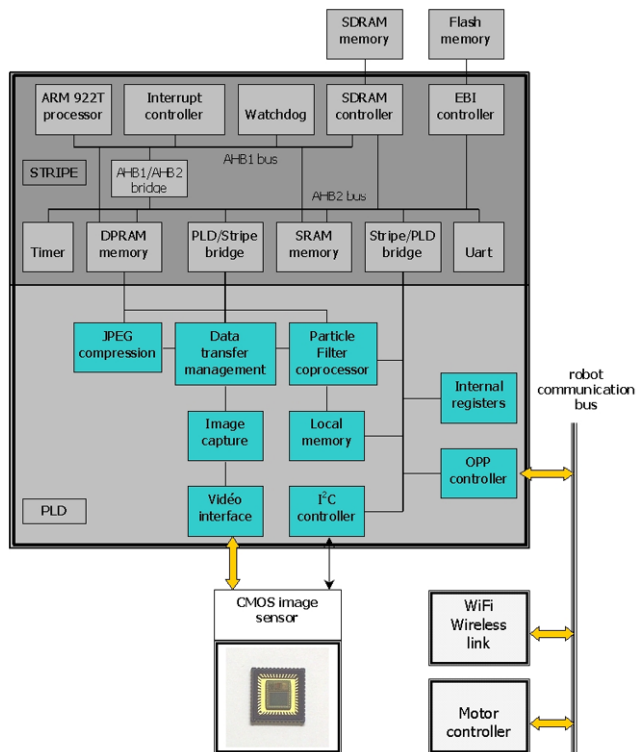 SDRAM
memory
Flash
memory
ARM 922T
processor
Interrupt
controller
Watchdog
SDRAM
controller
EBI
controller
AHB1 bus
STRIPE
AHB1/AHB2
bridge
AHB2 bus
Timer
DPRAM
memory
PLD/Stripe
bridge
SRAM
memory
Stripe/PLD
bridge
Uart
JPEG
compression
Data
transfer
management
Particle
Filter
coprocessor
Internal
registers
robot
communication
bus
Image
capture
Local
memory
OPP
controller
PLD
Vidéo
interface
I²C
controller
CMOS image
sensor
WiFi
Wireless
link
Motor
controller